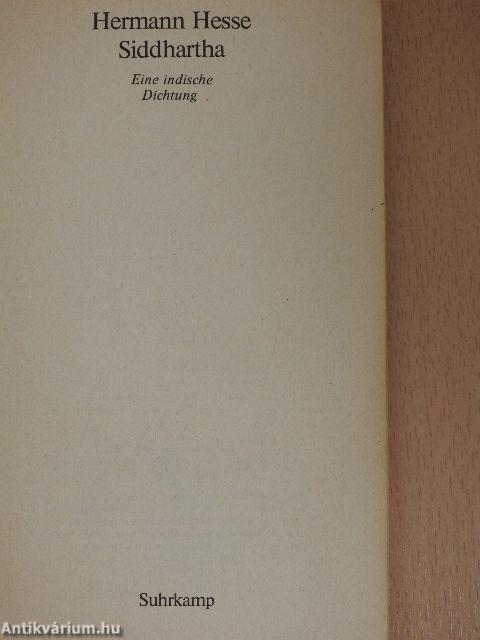 Hermann Hesse
Siddhartha
Eine indische
Dichtung
Suhrkamp
Antikvárium.hu